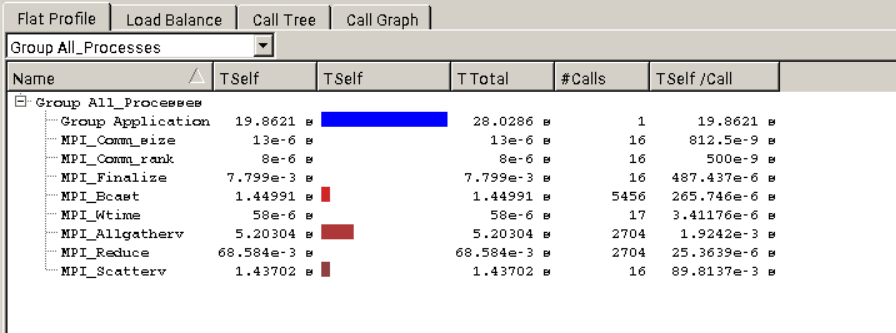 Flat Profile Load Balance Call Tree Call Graph
Group All_Processes
Name TSelf TSelf TTotal #Calls TSelf /Call
Group All_Processes
Group Application 19.8621 s 28.0286 s 1 19.8621 s
MPI_Comm_size 13e-6 s 13e-6 s 16 812.5e-9 s
MPI_Comm_rank 8e-6 s 8e-6 s 16 500e-9 s
MPI_Finalize 7.799e-3 s 7.799e-3 s 16 487.437e-6 s
MPI_Bcast 1.44991 s 1.44991 s 5456 265.746e-6 s
MPI_Wtime 58e-6 s 58e-6 s 17 3.41176e-6 s
MPI_Allgatherv 5.20304 s 5.20304 s 2704 1.9242e-3 s
MPI_Reduce 68.584e-3 s 68.584e-3 s 2704 25.3639e-6 s
MPI_Scatterv 1.43702 s 1.43702 s 16 89.8137e-3 s